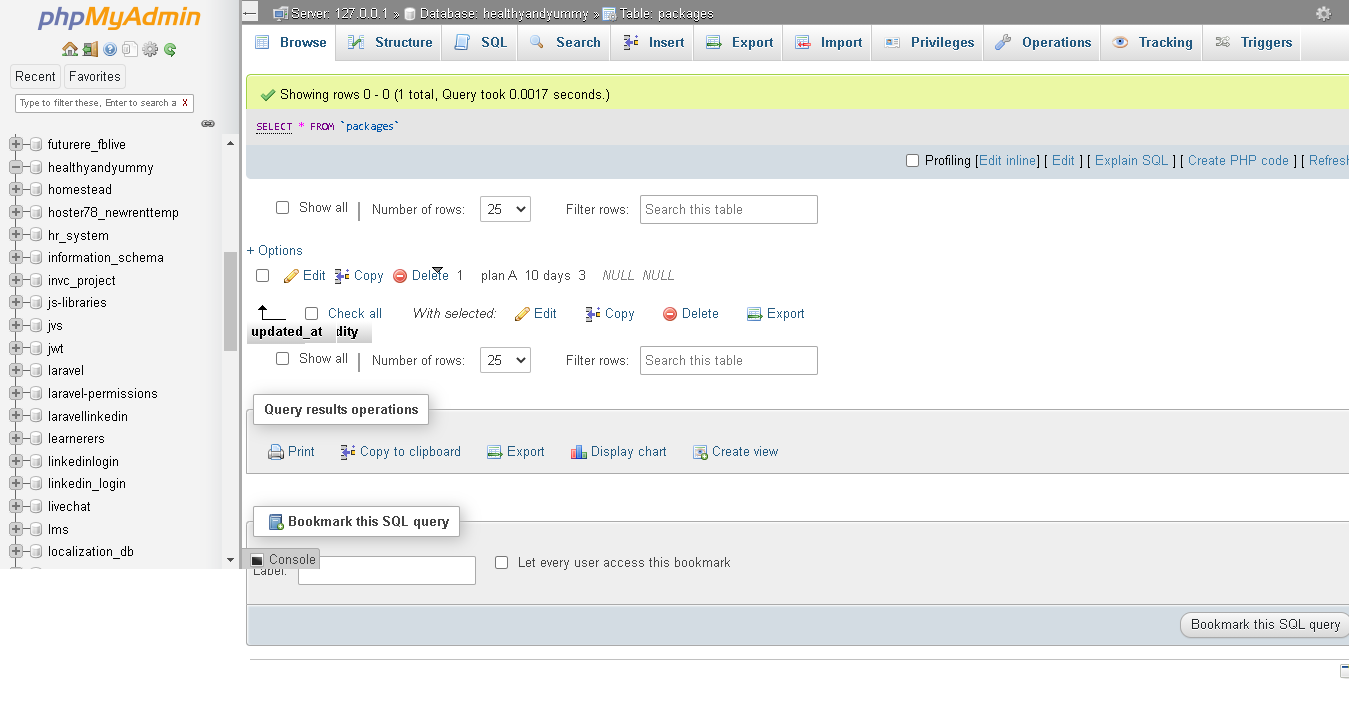 phpMyAdmin
Recent Favorites
Type to filter these, Enter to search a X
futurere_fblive
healthyandyummy
homestead
hoster78_newrenttemp
hr_system
information_schema
invc_project
js-libraries
jvs
jwt
laravel
laravel-permissions
laravellinkedin
learnerers
linkedinlogin
linkedin_login
livechat
lms
localization_db
Server: 127.0.0.1 » Database: healthyandyummy » Table: packages
Browse Structure SQL Search Insert Export Import Privileges Operations Tracking Triggers
Showing rows 0 - 0 (1 total, Query took 0.0017 seconds.)
SELECT * FROM `packages`
Profiling [Edit inline] [ Edit ] [ Explain SQL ] [ Create PHP code ] [ Refresh
Show all | Number of rows: 25 Filter rows: Search this table
+ Options
Edit Copy Delete 1 plan A 10 days 3 NULL NULL
Check all With selected: Edit Copy Delete Export
updated_at dity
Show all | Number of rows: 25 Filter rows: Search this table
Query results operations
Print Copy to clipboard Export Display chart Create view
Bookmark this SQL query
Console
Label: Let every user access this bookmark
Bookmark this SQL query